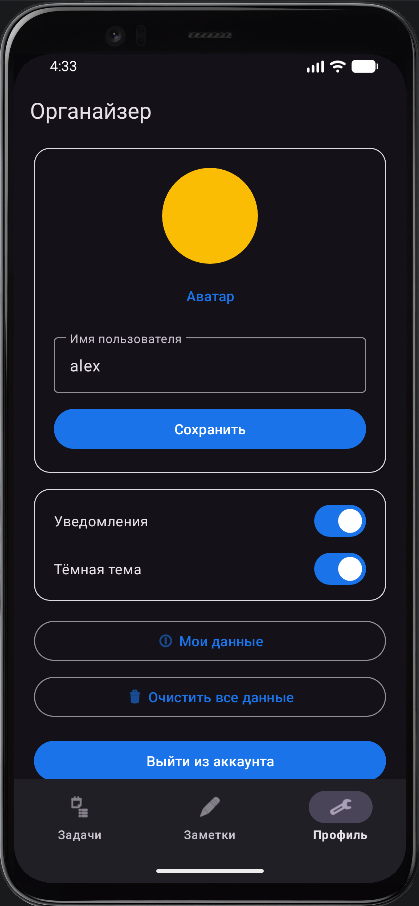 4:33
Органайзер
Аватар
Имя пользователя
alex
Сохранить
Уведомления
Тёмная тема
Мои данные
Очистить все данные
Выйти из аккаунта
Задачи
Заметки
Профиль